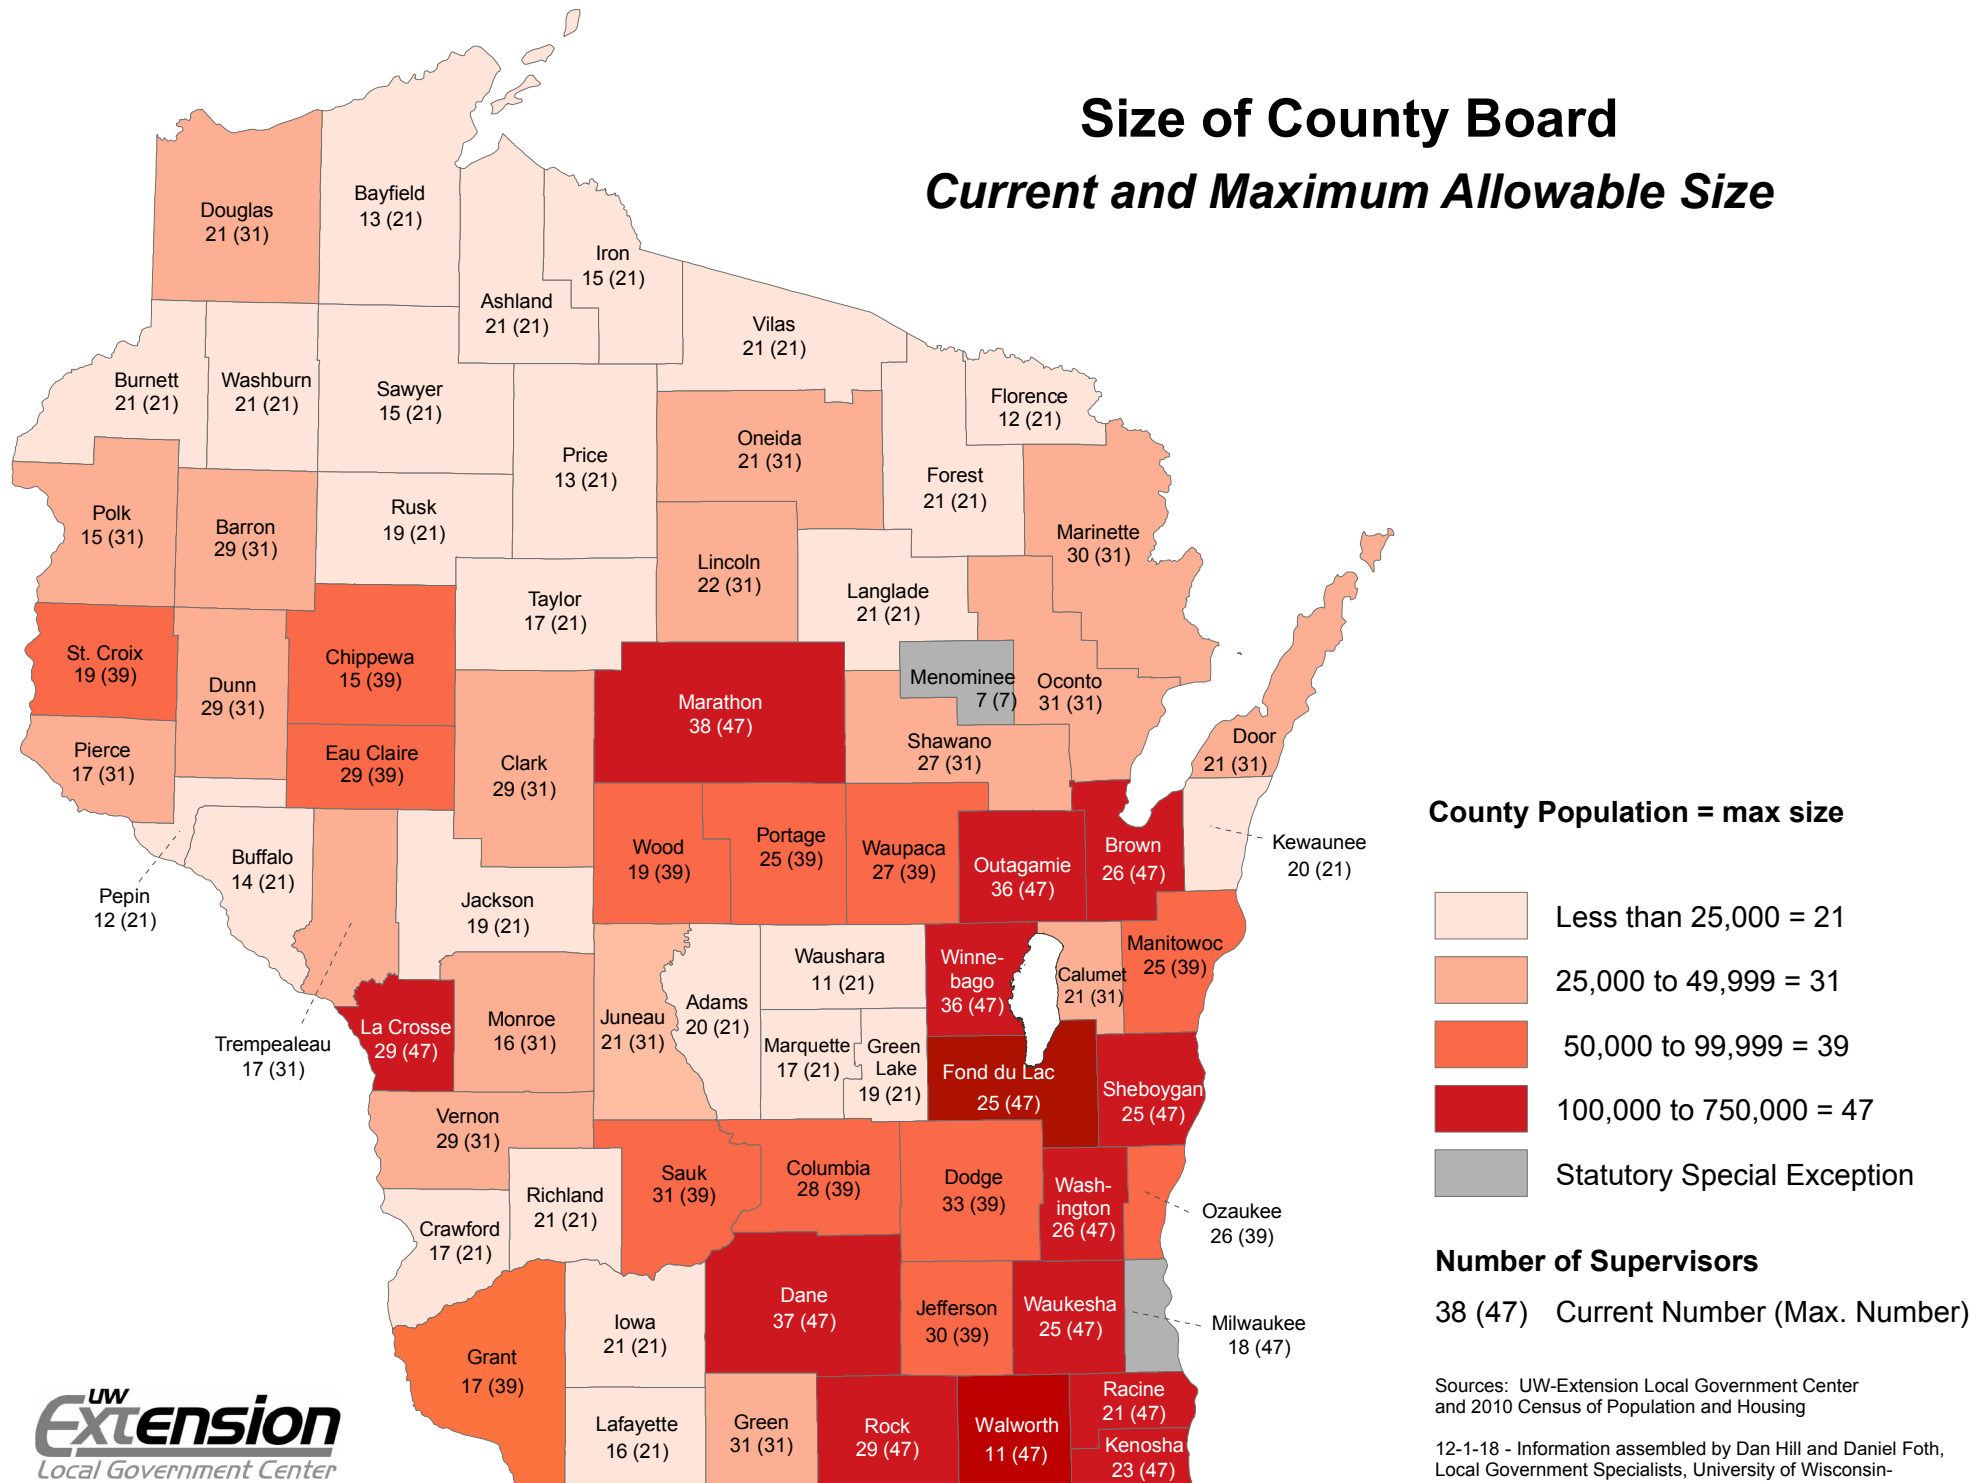 Size of County Board
Current and Maximum Allowable Size
Douglas
21 (31)
Bayfield
13 (21)
Ashland
21 (21)
Iron
15 (21)
Vilas
21 (21)
Burnett
21 (21)
Washburn
21 (21)
Sawyer
15 (21)
Price
13 (21)
Oneida
21 (31)
Florence
12 (21)
Forest
21 (21)
Marinette
30 (31)
Polk
15 (31)
Barron
29 (31)
Rusk
19 (21)
Lincoln
22 (31)
Langlade
21 (21)
Taylor
17 (21)
St. Croix
19 (39)
Dunn
29 (31)
Chippewa
15 (39)
Marathon
38 (47)
Menominee
7 (7)
Oconto
31 (31)
Pierce
17 (31)
Eau Claire
29 (39)
Clark
29 (31)
Shawano
27 (31)
Door
21 (31)
Pepin
12 (21)
Buffalo
14 (21)
Jackson
19 (21)
Wood
19 (39)
Portage
25 (39)
Waupaca
27 (39)
Outagamie
36 (47)
Brown
26 (47)
Kewaunee
20 (21)
Trempealeau
17 (31)
La Crosse
29 (47)
Monroe
16 (31)
Juneau
21 (31)
Adams
20 (21)
Waushara
11 (21)
Winne-
bago
36 (47)
Calumet
21 (31)
Manitowoc
25 (39)
Marquette
17 (21)
Green
Lake
19 (21)
Fond du Lac
25 (47)
Sheboygan
25 (47)
Vernon
29 (31)
Richland
21 (21)
Sauk
31 (39)
Columbia
28 (39)
Dodge
33 (39)
Wash-
ington
26 (47)
Ozaukee
26 (39)
Crawford
17 (21)
Grant
17 (39)
Iowa
21 (21)
Dane
37 (47)
Jefferson
30 (39)
Waukesha
25 (47)
Milwaukee
18 (47)
Lafayette
16 (21)
Green
31 (31)
Rock
29 (47)
Walworth
11 (47)
Racine
21 (47)
Kenosha
23 (47)
County Population = max size
Less than 25,000 = 21
25,000 to 49,999 = 31
50,000 to 99,999 = 39
100,000 to 750,000 = 47
Statutory Special Exception
Number of Supervisors
38 (47) Current Number (Max. Number)
Sources: UW-Extension Local Government Center
and 2010 Census of Population and Housing
12-1-18 - Information assembled by Dan Hill and Daniel Foth,
Local Government Specialists, University of Wisconsin-
UW
Extension
Local Government Center